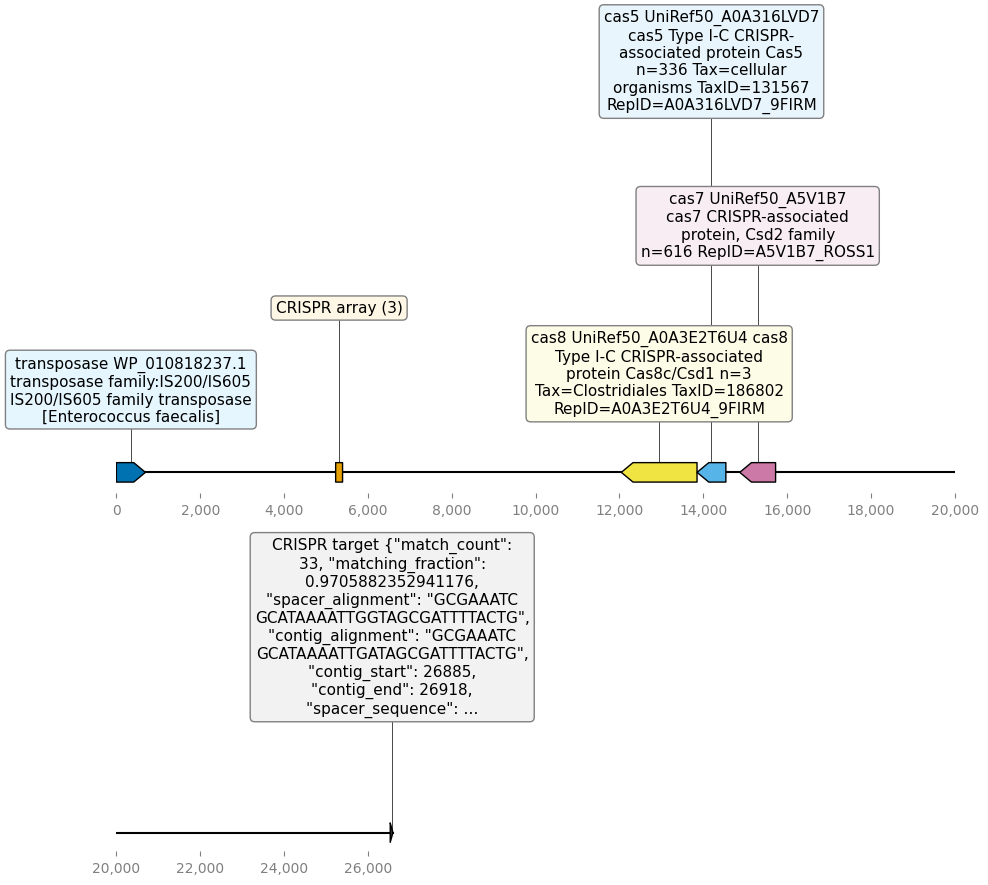 cas5 UniRef50_A0A316LVD7
cas5 Type I-C CRISPR-
associated protein Cas5
n=336 Tax=cellular
organisms TaxID=131567
RepID=A0A316LVD7_9FIRM
cas7 UniRef50_A5V1B7
cas7 CRISPR-associated
protein, Csd2 family
n=616 RepID=A5V1B7_ROSS1
CRISPR array (3)
cas8 UniRef50_A0A3E2T6U4 cas8
Type I-C CRISPR-associated
protein Cas8c/Csd1 n=3
Tax=Clostridiales TaxID=186802
RepID=A0A3E2T6U4_9FIRM
transposase WP_010818237.1
transposase family:IS200/IS605
IS200/IS605 family transposase
[Enterococcus faecalis]
0 2,000 4,000 6,000 8,000 10,000 12,000 14,000 16,000 18,000 20,000
CRISPR target {"match_count":
33, "matching_fraction":
0.9705882352941176,
"spacer_alignment": "GCGAAATC
GCATAAAATTGGTAGCGATTTTACTG",
"contig_alignment": "GCGAAATC
GCATAAAATTGATAGCGATTTTACTG",
"contig_start": 26885,
"contig_end": 26918,
"spacer_sequence": ...
20,000 22,000 24,000 26,000